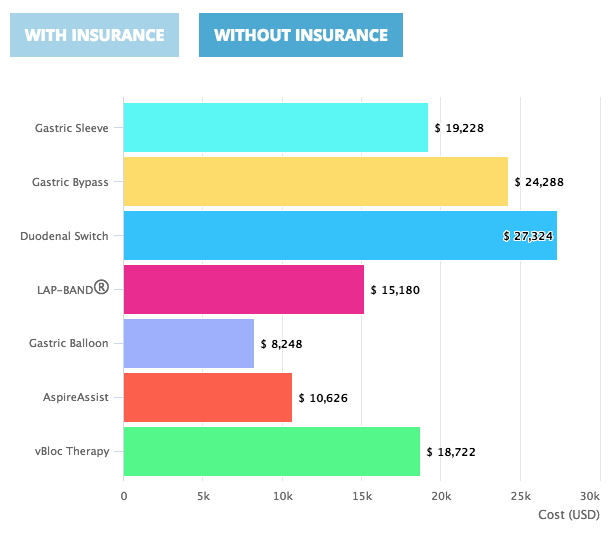 WITH INSURANCE
WITHOUT INSURANCE
Gastric Sleeve
$ 19,228
Gastric Bypass
$ 24,288
Duodenal Switch
$ 27,324
LAP-BAND®
$ 15,180
Gastric Balloon
$ 8,248
AspireAssist
$ 10,626
vBloc Therapy
$ 18,722
0 5k 10k 15k 20k 25k 30k
Cost (USD)